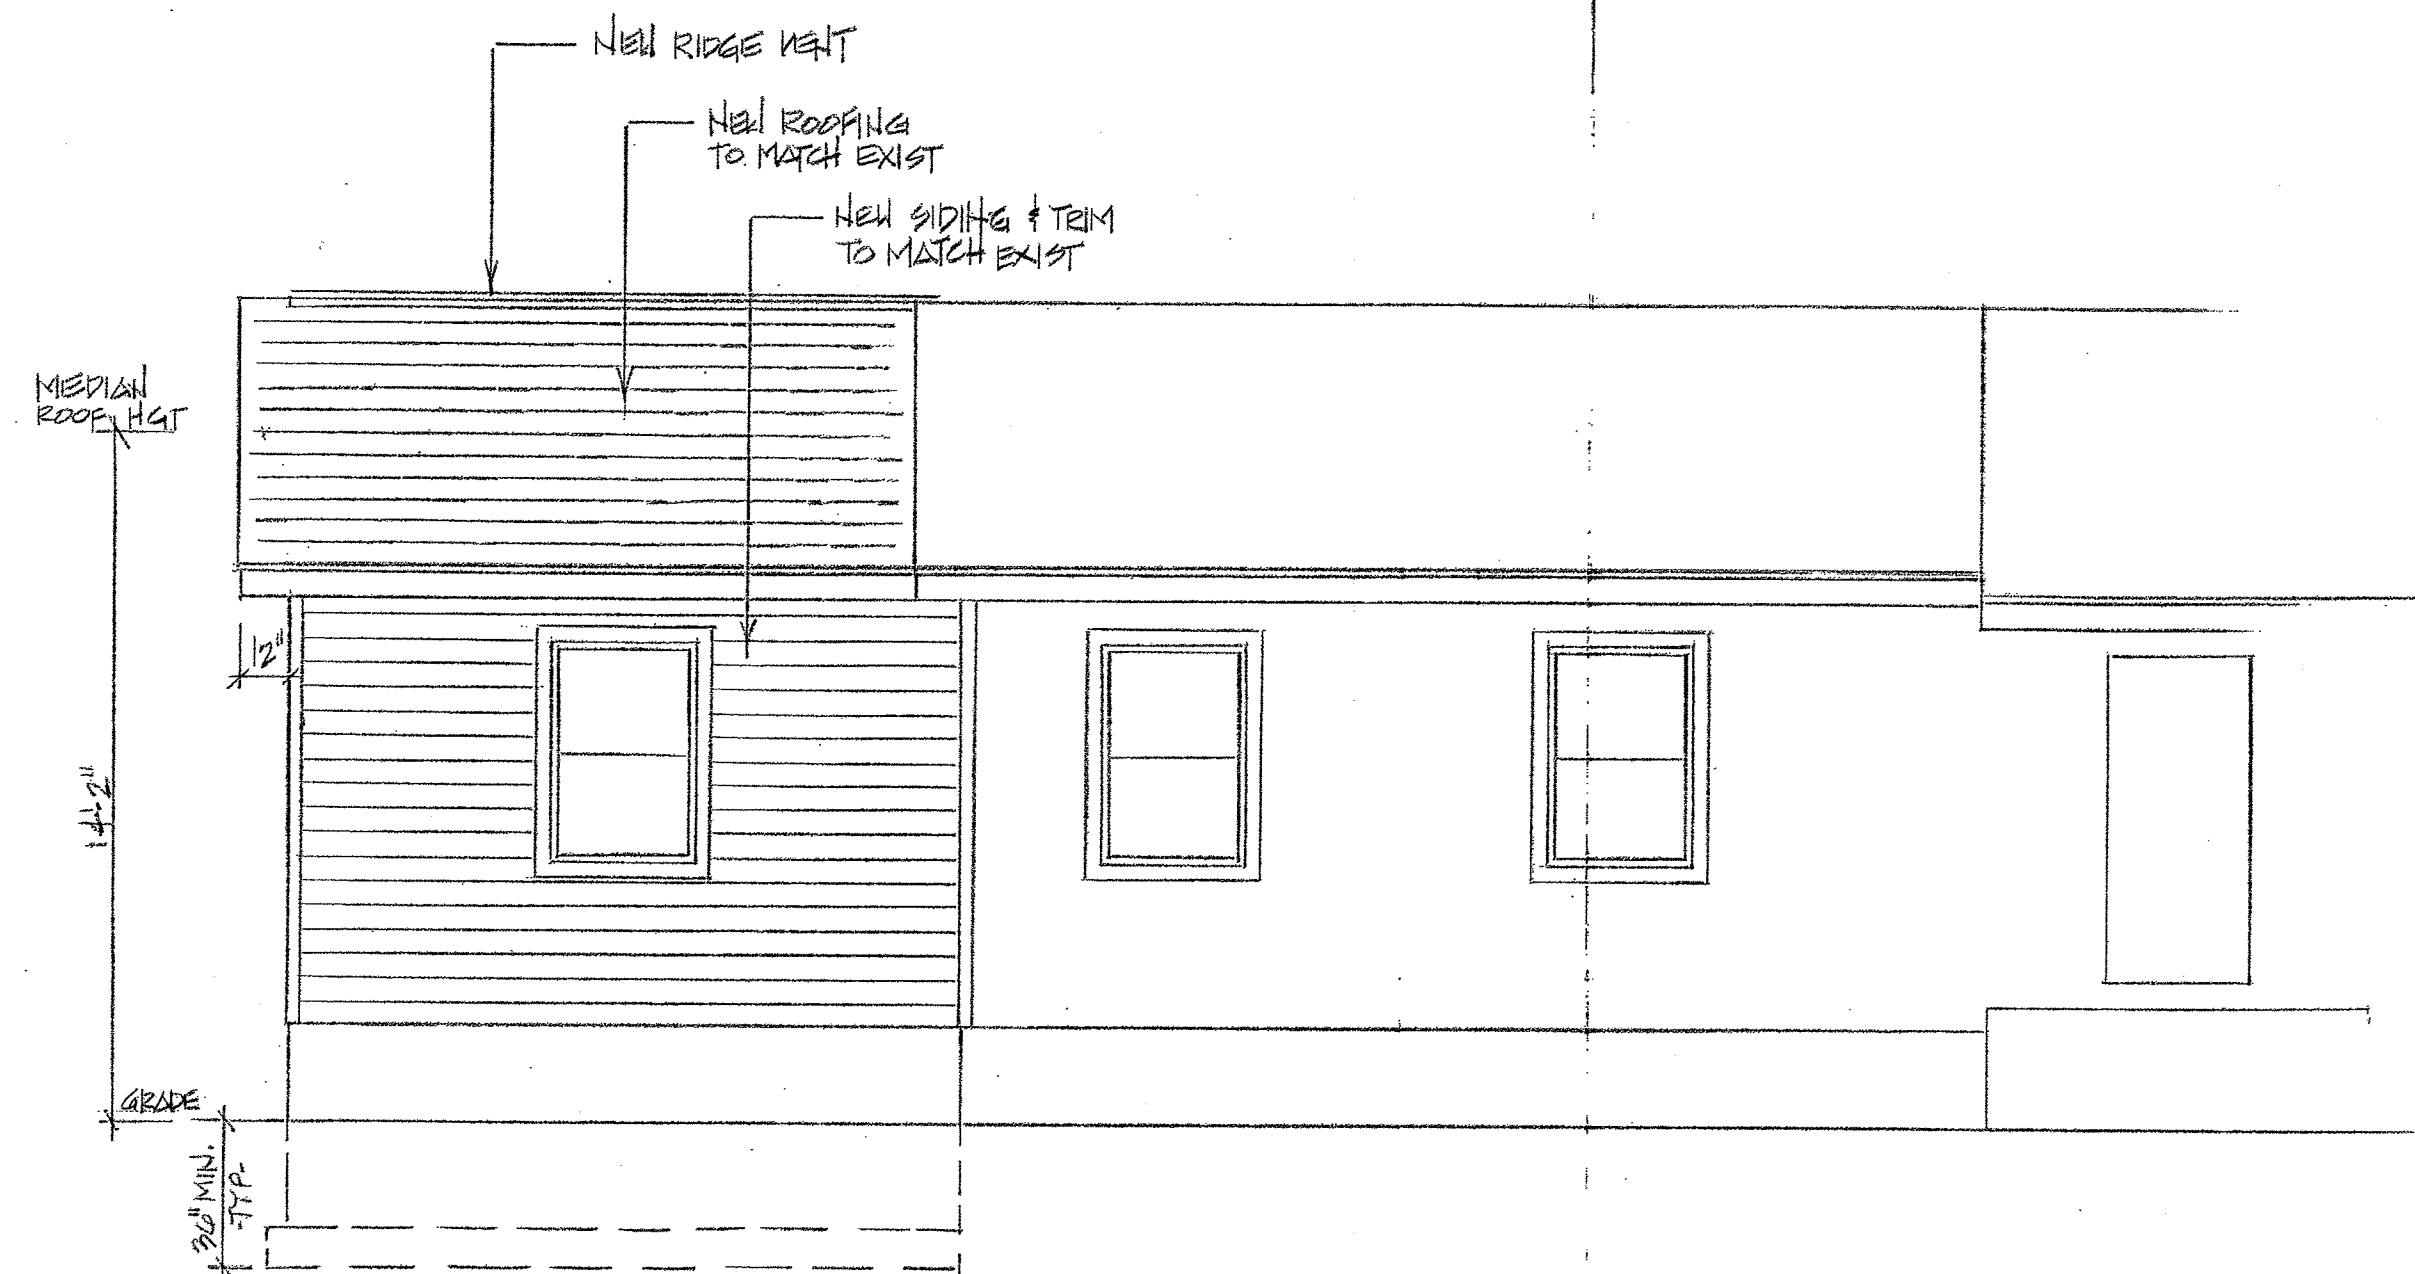 NEW RIDGE VENT
NEW ROOFING
TO MATCH EXIST
NEW SIDING & TRIM
TO MATCH EXIST
MEDIAN
ROOF HGT
12"
14'-2"
GRADE
36" MIN.
-TYP-